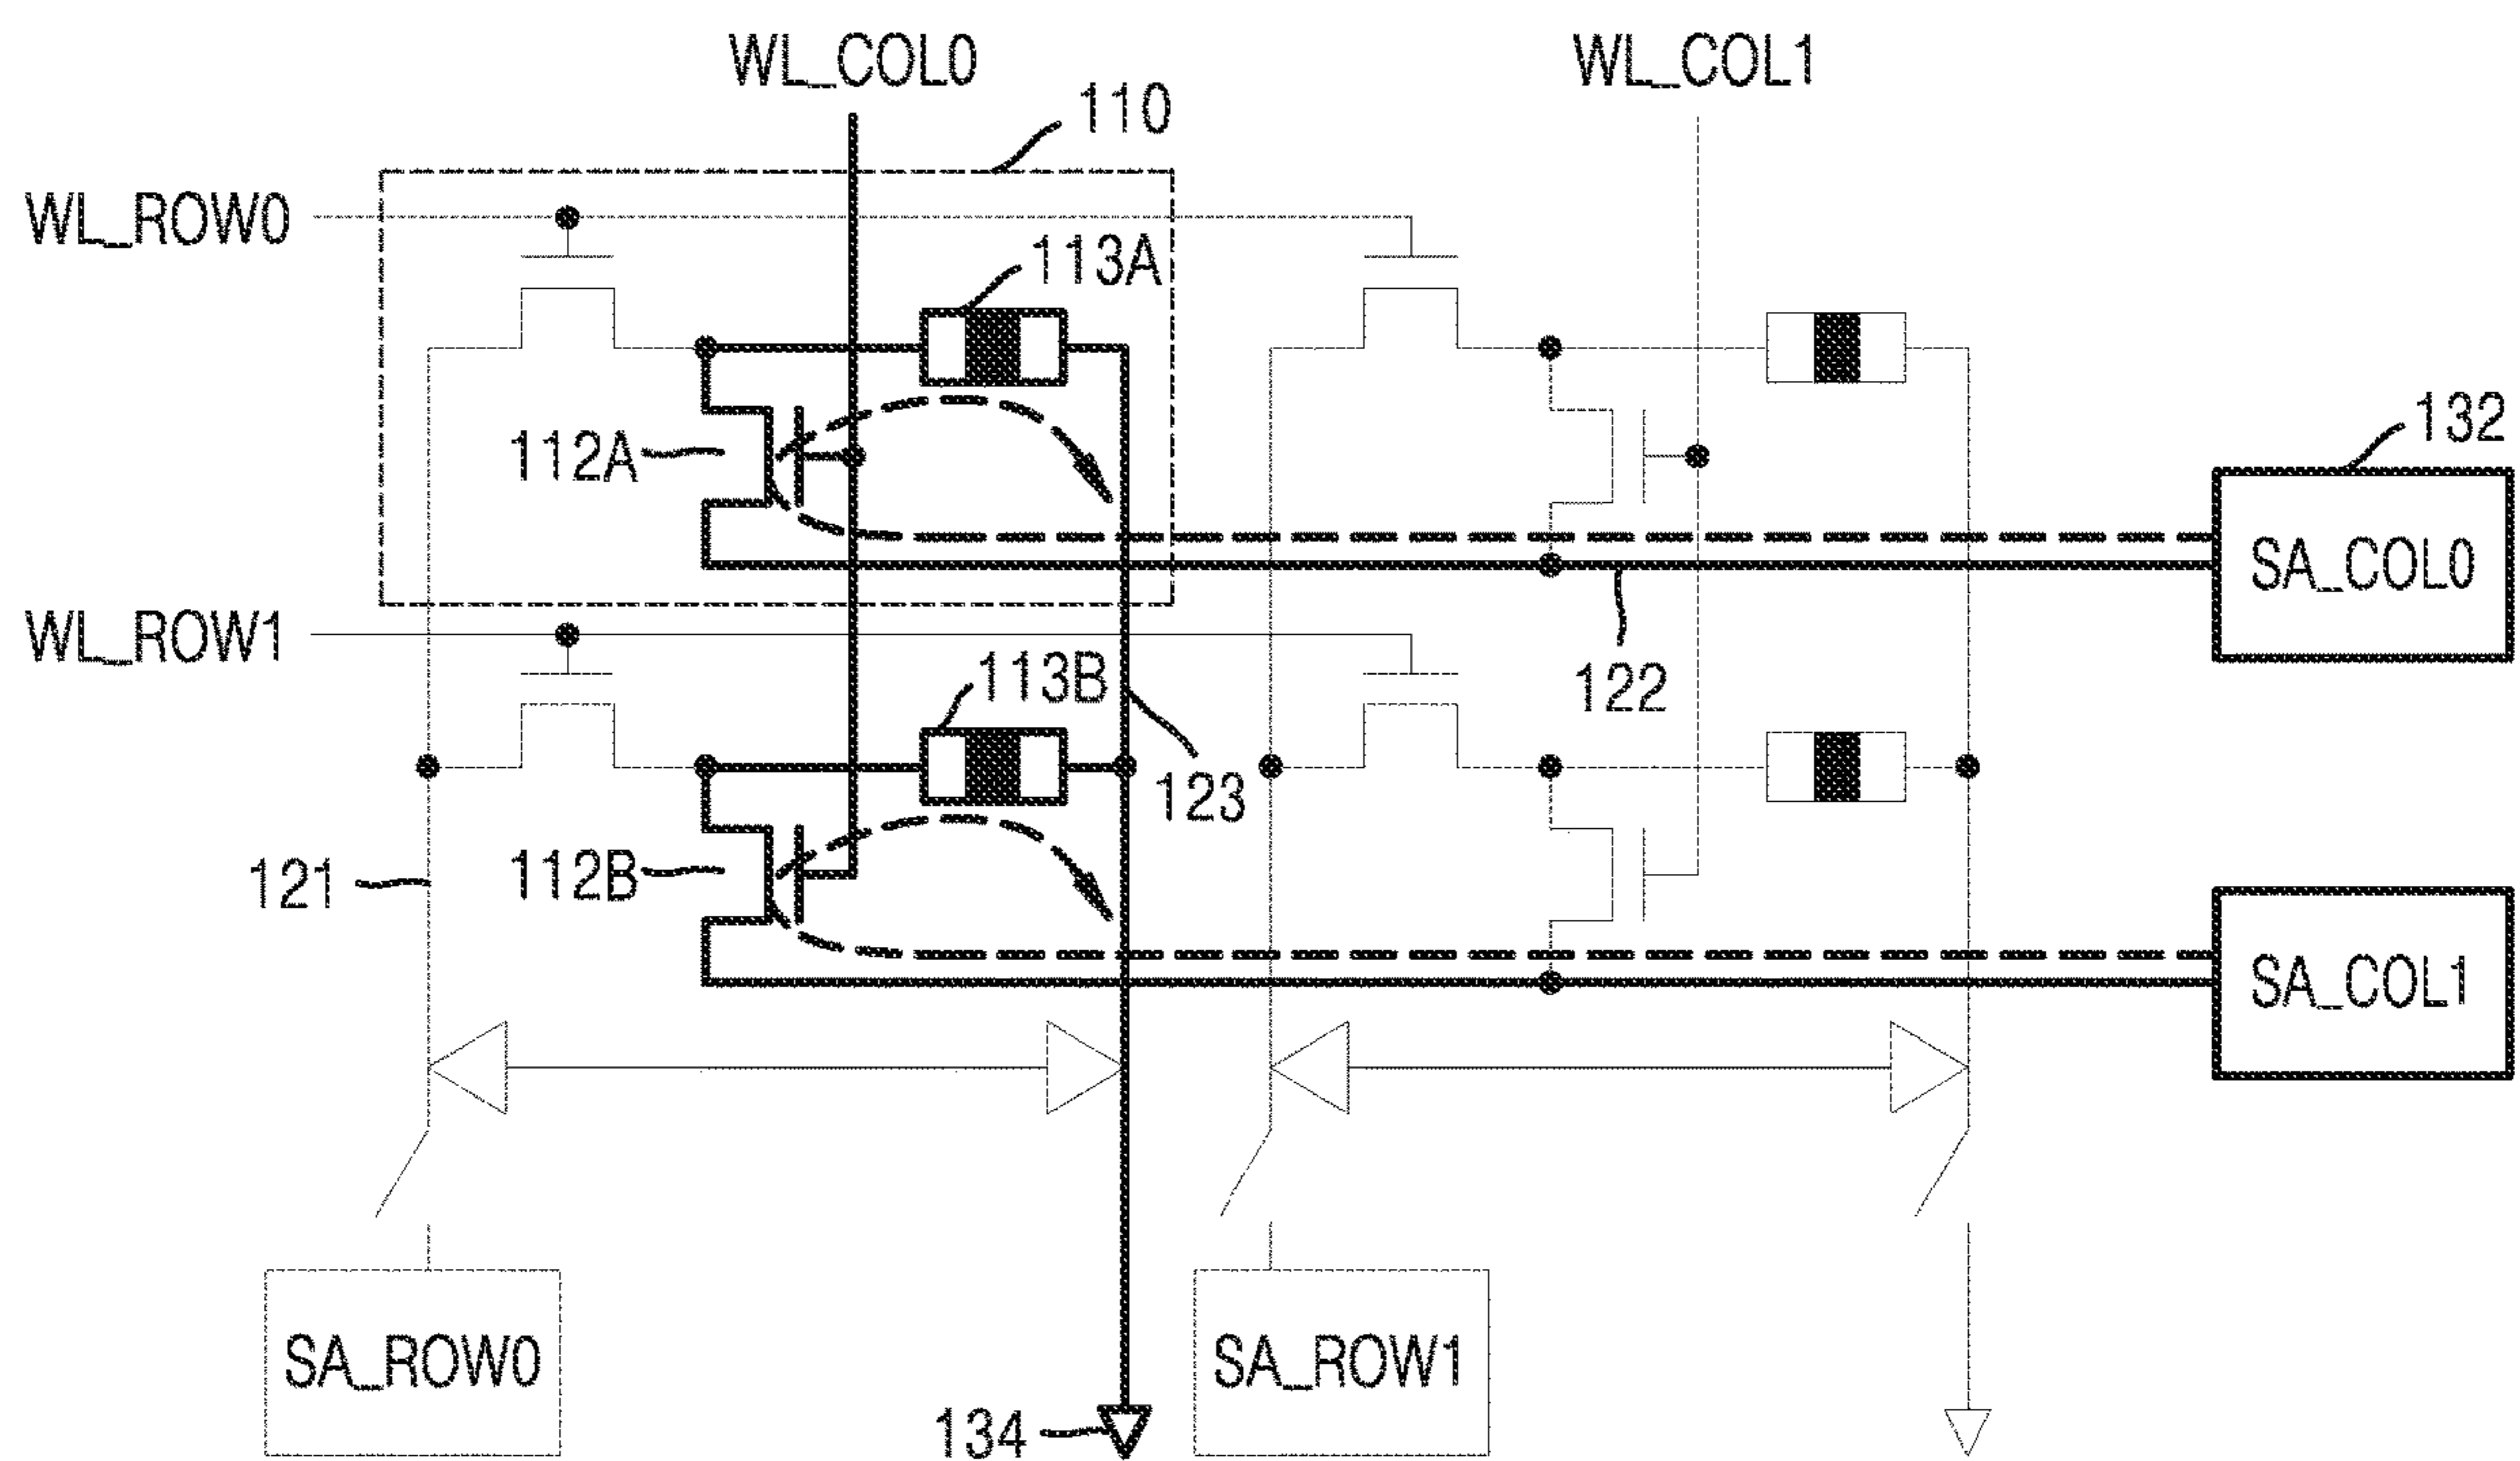 WL_COL0
WL_COL1
110
WL_ROW0
113A
132
112A
SA_COL0
WL_ROW1
113B
122
123
121
112B
SA_COL1
SA_ROW0
SA_ROW1
134